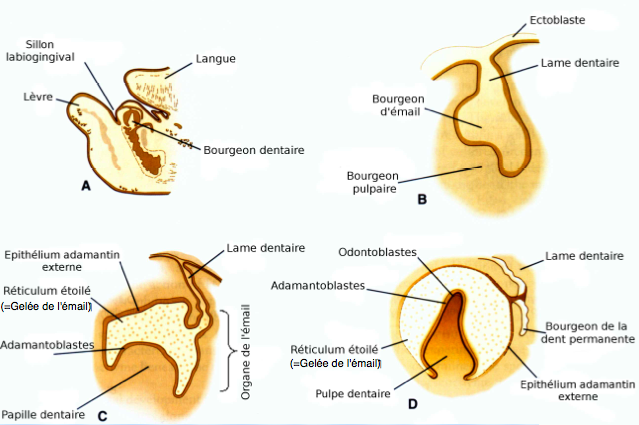 Sillon
labiogingival
Langue
Lèvre
Bourgeon dentaire
A
Ectoblaste
Lame dentaire
Bourgeon
d'émail
Bourgeon
pulpaire
B
Epithélium adamantin
externe
Lame dentaire
Réticulum étoilé
(=Gelée de l'émail)
Adamantoblastes
Organe de l'émail
Papille dentaire
C
Odontoblastes
Lame dentaire
Adamantoblastes
Bourgeon de la
dent permanente
Réticulum étoilé
(=Gelée de l'émail)
Epithélium adamantin
externe
Pulpe dentaire
D